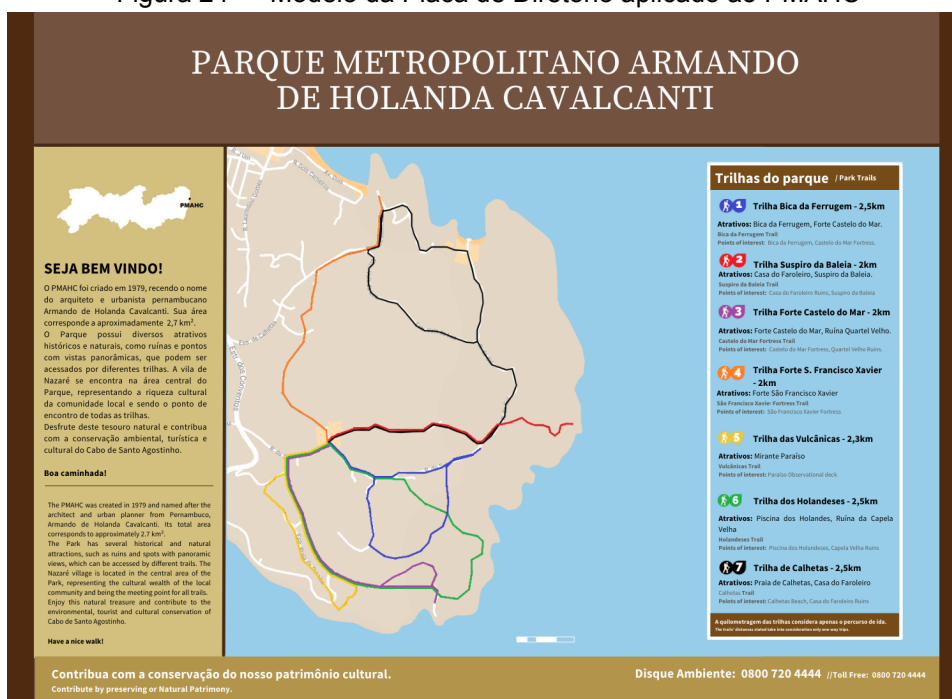 PARQUE METROPOLITANO ARMANDO
DE HOLANDA CAVALCANTI
PMAHC
SEJA BEM VINDO!
O PMAHC foi criado em 1979, recendo o nome
do arquiteto e urbanista pernambucano
Armando de Holanda Cavalcanti. Sua área
corresponde a aproximadamente 2,7 km².
O Parque possui diversos atrativos
históricos e naturais, como ruínas e pontos
com vistas panorâmicas, que podem ser
acessados por diferentes trilhas. A vila de
Nazaré se encontra na área central do
Parque, representando a riqueza cultural
da comunidade local e sendo o ponto de
encontro de todas as trilhas.
Desfrute deste tesouro natural e contribua
com a conservação ambiental, turística e
cultural do Cabo de Santo Agostinho.
Boa caminhada!
The PMAHC was created in 1979 and named after the
architect and urban planner from Pernambuco,
Armando de Holanda Cavalcanti. Its total area
corresponds to approximately 2.7 km².
The Park has several historical and natural
attractions, such as ruins and spots with panoramic
views, which can be accessed by different trails. The
Nazaré village is located in the central area of the
Park, representing the cultural wealth of the local
community and being the meeting point for all trails.
Enjoy this natural treasure and contribute to the
environmental, tourist and cultural conservation of
Cabo de Santo Agostinho.
Have a nice walk!
Estr. de Calhetas
Estr. dos Conventos
Trilhas do parque / Park Trails
1 Trilha Bica da Ferrugem - 2,5km
Atrativos: Bica da Ferrugem, Forte Castelo do Mar.
Bica da Ferrugem Trail
Points of interest: Bica da Ferrugem, Castelo do Mar Fortress.
2 Trilha Suspiro da Baleia - 2km
Atrativos: Casa do Faroleiro, Suspiro da Baleia.
Suspiro da Baleia Trail
Points of interest: Casa do Faroleiro Ruins, Suspiro da Baleia
3 Trilha Forte Castelo do Mar - 2km
Atrativos: Forte Castelo do Mar, Ruína Quartel Velho.
Castelo do Mar Fortress Trail
Points of interest: Castelo do Mar Fortress, Quartel Velho Ruins.
4 Trilha Forte S. Francisco Xavier
- 2km
Atrativos: Forte São Francisco Xavier
São Francisco Xavier Fortress Trail
Points of interest: São Francisco Xavier Fortress
5 Trilha das Vulcânicas - 2,3km
Atrativos: Mirante Paraíso
Vulcânicas Trail
Points of interest: Paraíso Observational deck
6 Trilha dos Holandeses - 2,5km
Atrativos: Piscina dos Holandes, Ruína da Capela
Velha
Holandeses Trail
Points of interest: Piscina dos Holandeses, Capela Velha Ruins
7 Trilha de Calhetas - 2,5km
Atrativos: Praia de Calhetas, Casa do Faroleiro
Calhetas Trail
Points of interest: Calhetas Beach, Casa do Faroleiro Ruins
A quilometragem das trilhas considera apenas o percurso de ida.
The trails' distances stated take into consideration only one way trips.
Contribua com a conservação do nosso patrimônio cultural.
Contribute by preserving or Natural Patrimony.
Disque Ambiente: 0800 720 4444 //Toll Free: 0800 720 4444